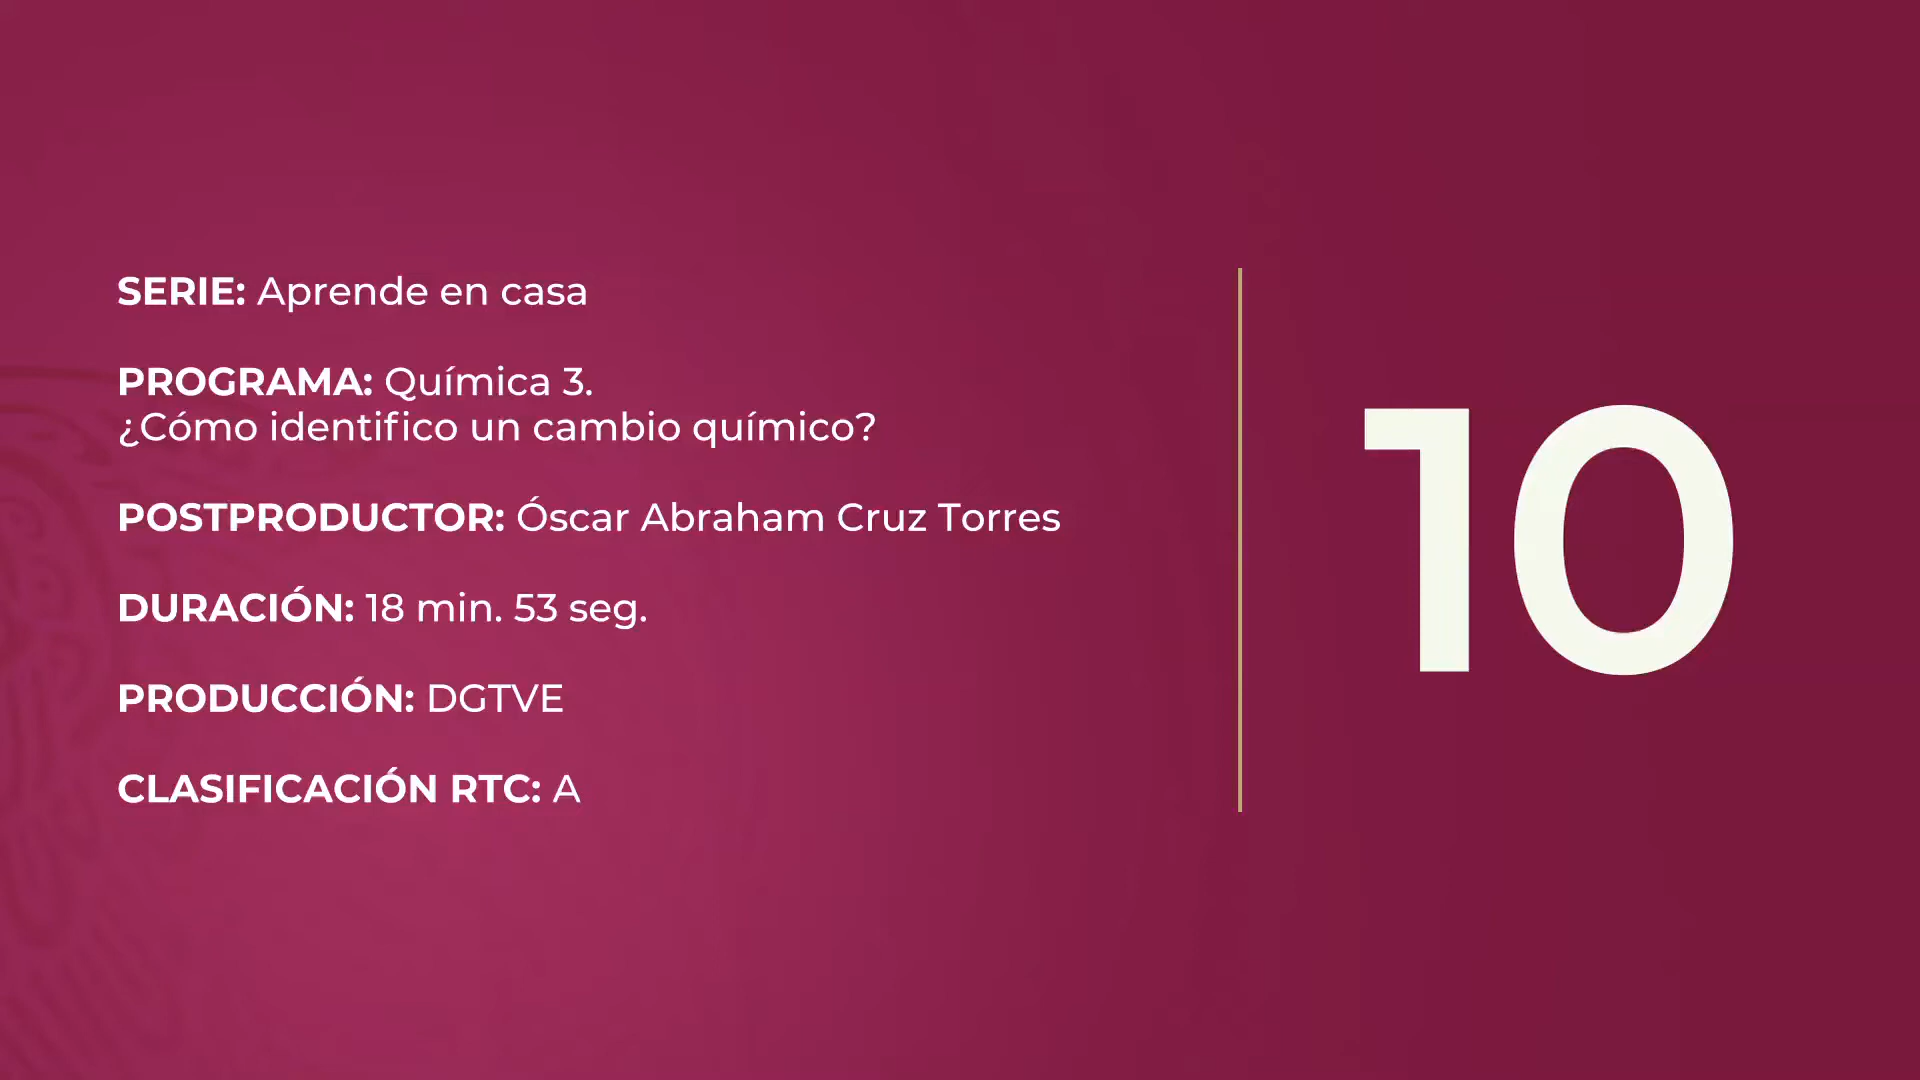 SERIE: Aprende en casa
PROGRAMA: Química 3.
¿Cómo identifico un cambio químico?
POSTPRODUCTOR: Óscar Abraham Cruz Torres
DURACIÓN: 18 min. 53 seg.
PRODUCCIÓN: DGTVE
CLASIFICACIÓN RTC: A
10